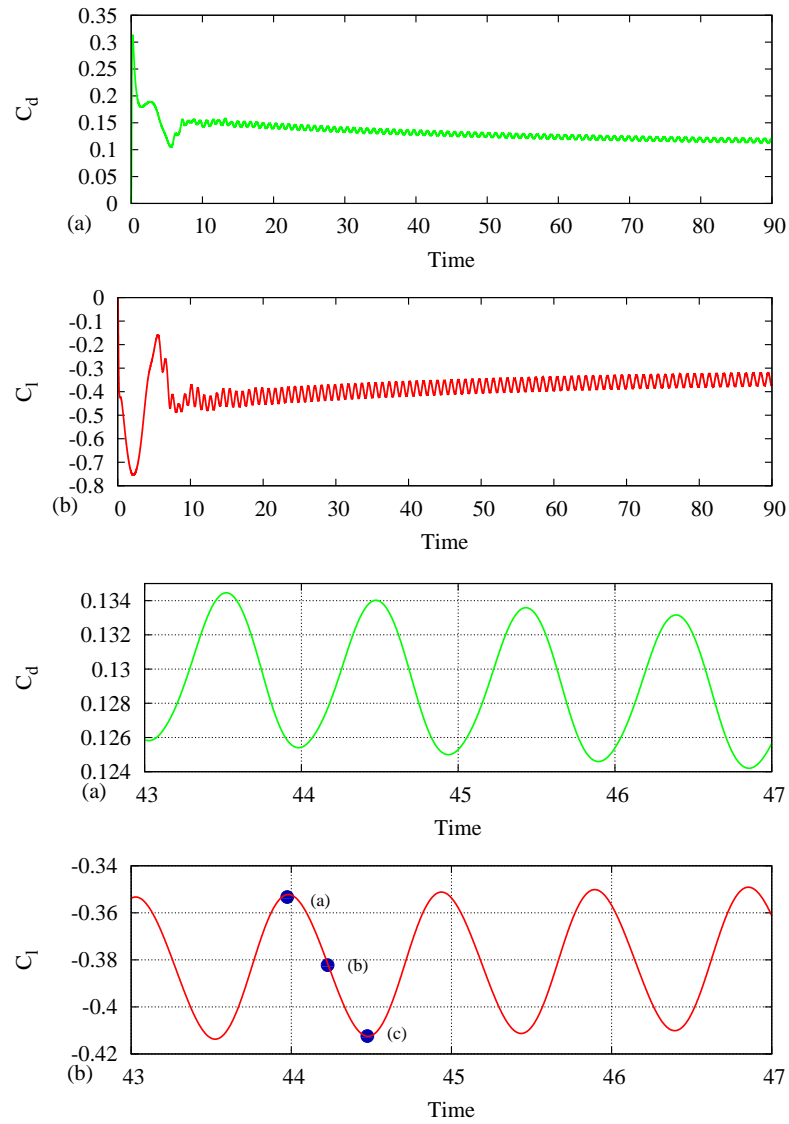 0.35
0.3
0.25
0.2
0.15
0.1
0.05
0
C_d
(a)
0 10 20 30 40 50 60 70 80 90
Time
0
-0.1
-0.2
-0.3
-0.4
-0.5
-0.6
-0.7
-0.8
C_l
(b)
0 10 20 30 40 50 60 70 80 90
Time
0.134
0.132
0.13
0.128
0.126
0.124
C_d
(a)
43 44 45 46 47
Time
-0.34
-0.36
-0.38
-0.4
-0.42
C_l
(a)
(b)
(c)
(b)
43 44 45 46 47
Time